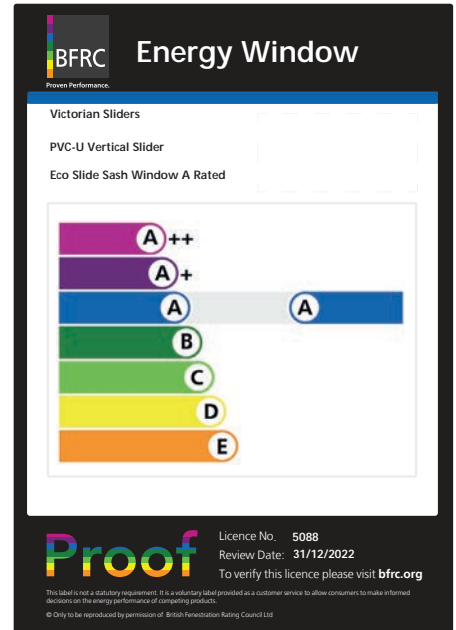 BFRC
Proven Performance.
Energy Window
Victorian Sliders
PVC-U Vertical Slider
Eco Slide Sash Window A Rated
A++
A+
A A
B
C
D
E
Proof
Licence No. 5088
Review Date: 31/12/2022
To verify this licence please visit bfrc.org
This label is not a statutory requirement. It is a voluntary label provided as a customer service to allow consumers to make informed
decisions on the energy performance of competing products.
© Only to be reproduced by permission of British Fenestration Rating Council Ltd